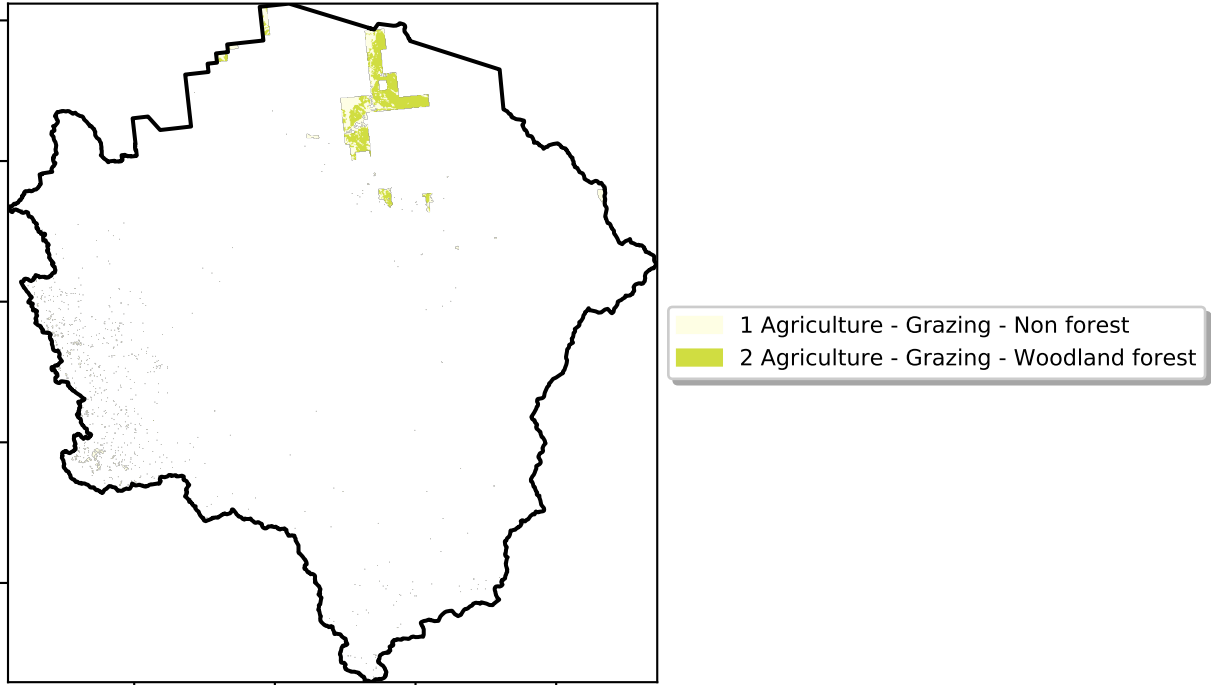 1 Agriculture - Grazing - Non forest
2 Agriculture - Grazing - Woodland forest